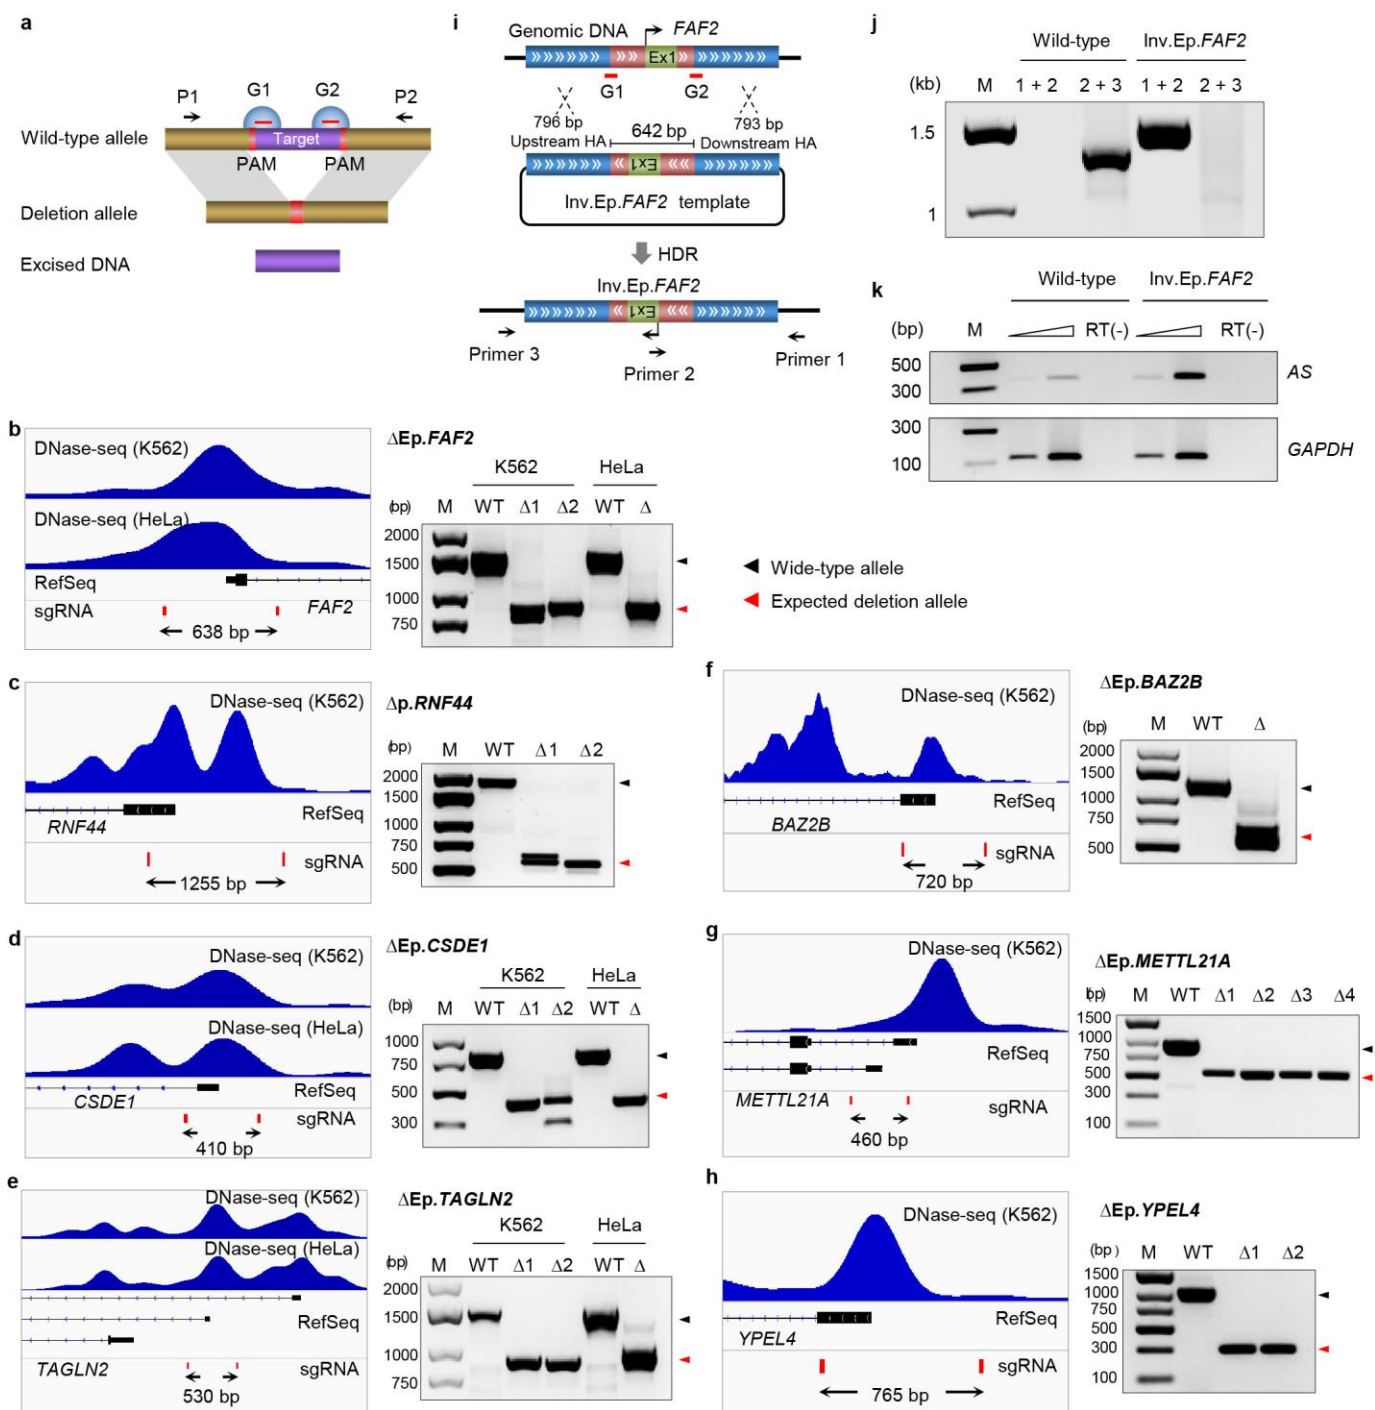 a
P1 G1 G2 P2
Wild-type allele
Target
PAM PAM
Deletion allele
Excised DNA
i
Genomic DNA FAF2
Ex1
G1 G2
796 bp 793 bp
Upstream HA 642 bp Downstream HA
Ex1
Inv.Ep.FAF2 template
HDR
Inv.Ep.FAF2
Ex1
Primer 3 Primer 1
Primer 2
j
Wild-type Inv.Ep.FAF2
(kb) M 1 + 2 2 + 3 1 + 2 2 + 3
1.5
1
k
Wild-type Inv.Ep.FAF2
(bp) M RT(-) RT(-)
500
300
AS
300
100
GAPDH
b
DNase-seq (K562)
DNase-seq (HeLa)
RefSeq
sgRNA FAF2
638 bp
ΔEp.FAF2
K562 HeLa
(bp) M WT Δ1 Δ2 WT Δ
2000
1500
1000
750
Wide-type allele
Expected deletion allele
c
DNase-seq (K562)
RefSeq
RNF44
sgRNA
1255 bp
Δp.RNF44
(bp) M WT Δ1 Δ2
2000
1500
1000
750
500
d
DNase-seq (K562)
DNase-seq (HeLa)
RefSeq
CSDE1
sgRNA
410 bp
ΔEp.CSDE1
K562 HeLa
(bp) M WT Δ1 Δ2 WT Δ
1000
750
500
300
e
DNase-seq (K562)
DNase-seq (HeLa)
RefSeq
TAGLN2 sgRNA
530 bp
ΔEp.TAGLN2
K562 HeLa
(bp) M WT Δ1 Δ2 WT Δ
2000
1500
1000
750
f
DNase-seq (K562)
RefSeq
BAZ2B
sgRNA
720 bp
ΔEp.BAZ2B
(bp) M WT Δ
2000
1500
1000
750
500
g
DNase-seq (K562)
RefSeq
METTL21A sgRNA
460 bp
ΔEp.METTL21A
(bp) M WT Δ1 Δ2 Δ3 Δ4
1500
1000
750
500
300
100
h
DNase-seq (K562)
RefSeq
YPEL4
sgRNA
765 bp
ΔEp.YPEL4
(bp) M WT Δ1 Δ2
1500
1000
750
500
300
100